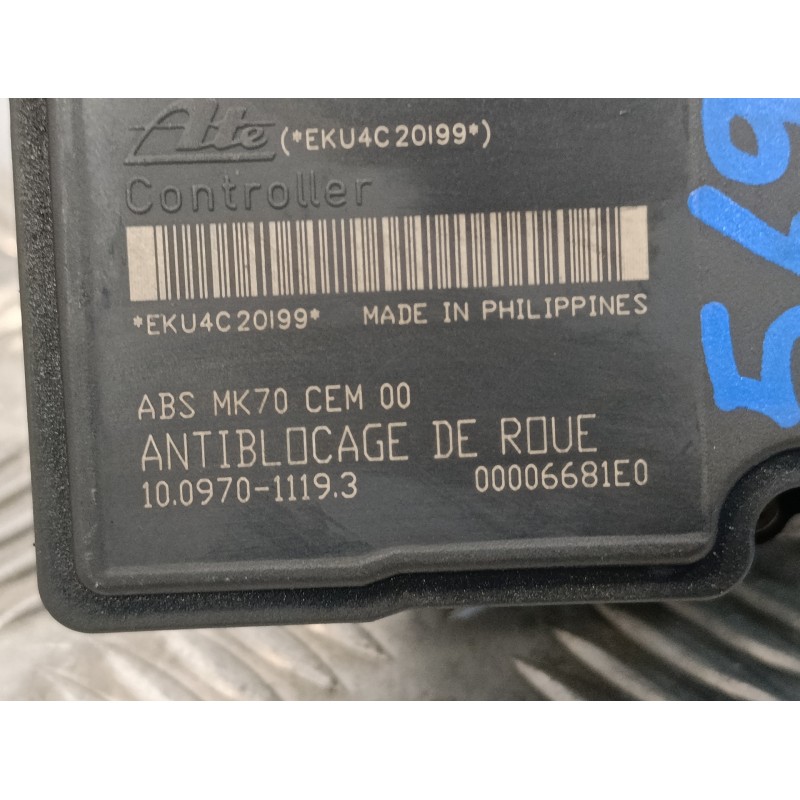 Ate (*EKU4C20199*)
Controller
*EKU4C20199* MADE IN PHILIPPINES
ABS MK70 CEM 00
ANTIBLOCAGE DE ROUE
10.0970-1119.3 00006681E0
569